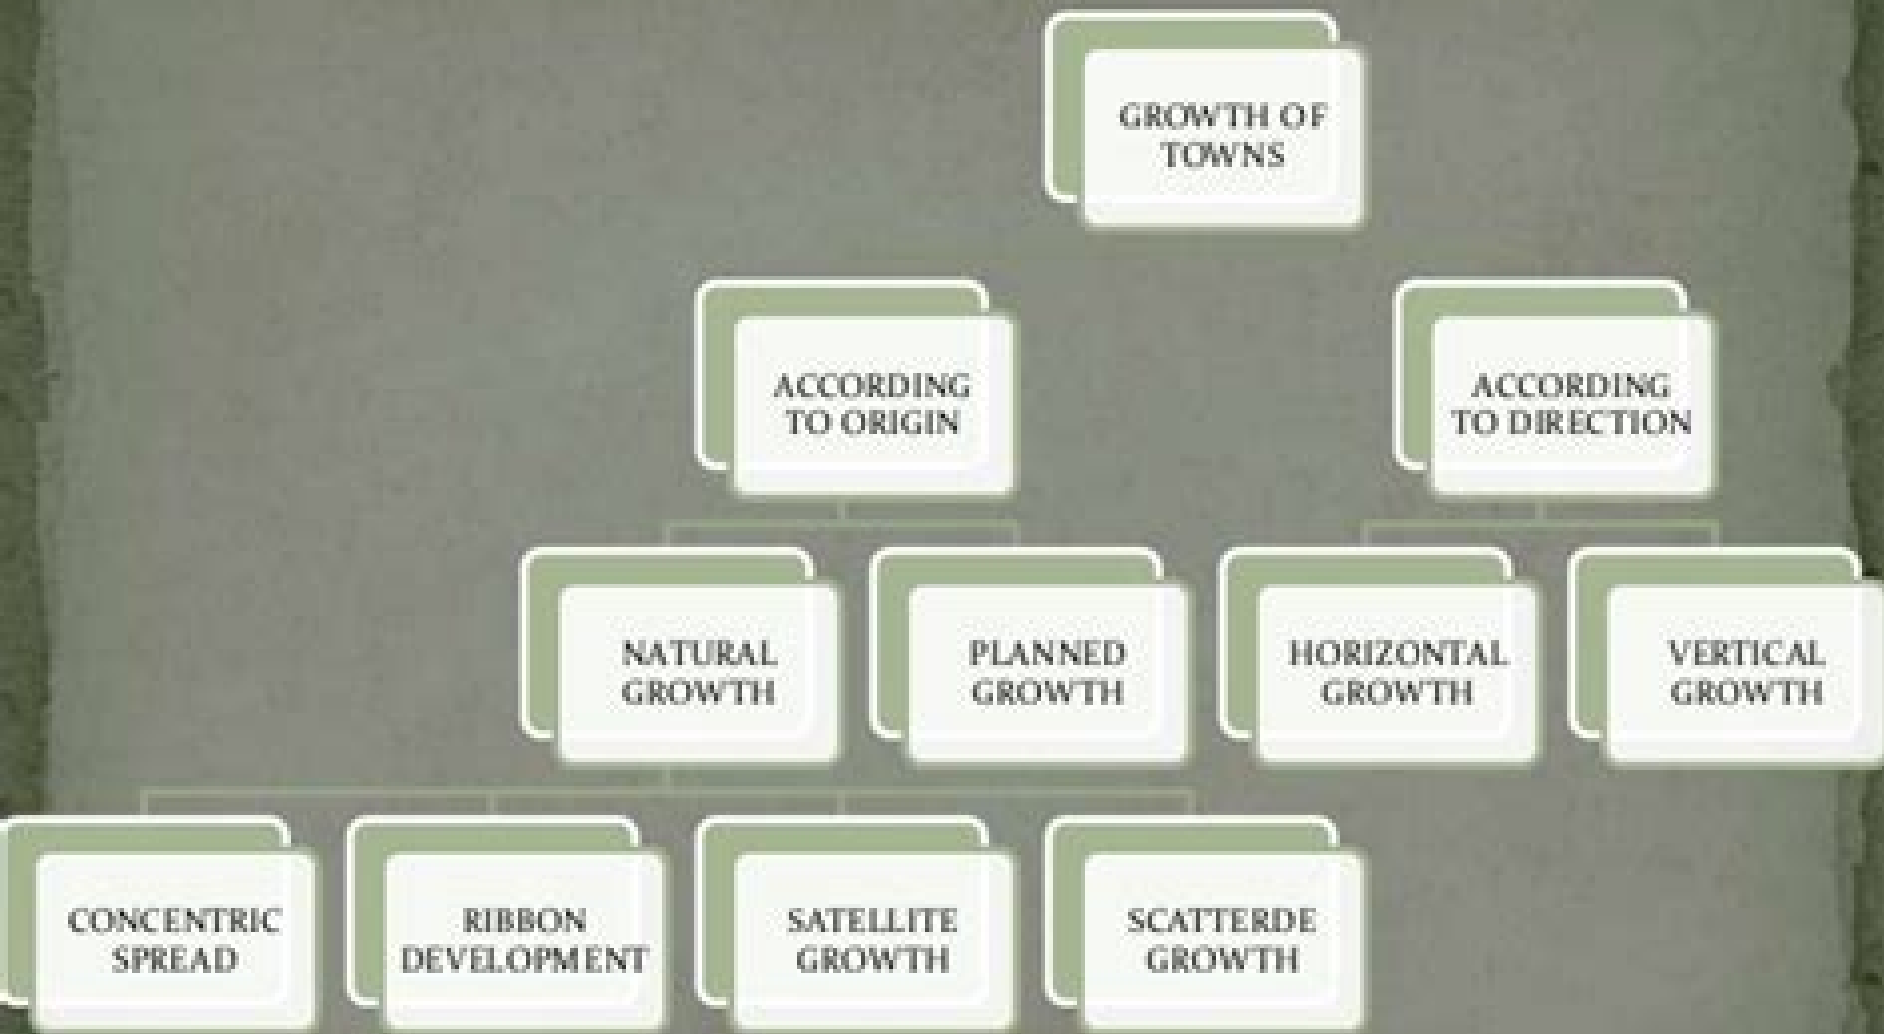 GROWTH OF
TOWNS
ACCORDING
TO ORIGIN
ACCORDING
TO DIRECTION
NATURAL
GROWTH
PLANNED
GROWTH
HORIZONTAL
GROWTH
VERTICAL
GROWTH
CONCENTRIC
SPREAD
RIBBON
DEVELOPMENT
SATELLITE
GROWTH
SCATTERDE
GROWTH